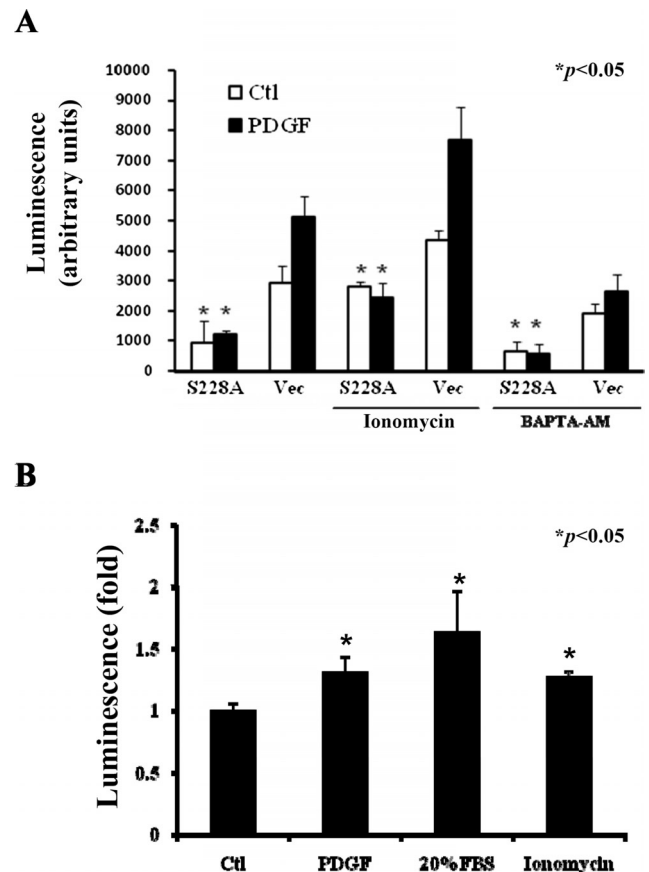 A
*p<0.05
Luminescence
(arbitrary units)
10000
9000
8000
7000
6000
5000
4000
3000
2000
1000
0
Ctl
PDGF
* * * * * *
S228A Vec S228A Vec S228A Vec
Ionomycin BAPTA-AM
B
*p<0.05
Luminescence (fold)
2.5
2
1.5
1
0.5
0
* * *
Ctl PDGF 20%FBS Ionomycin